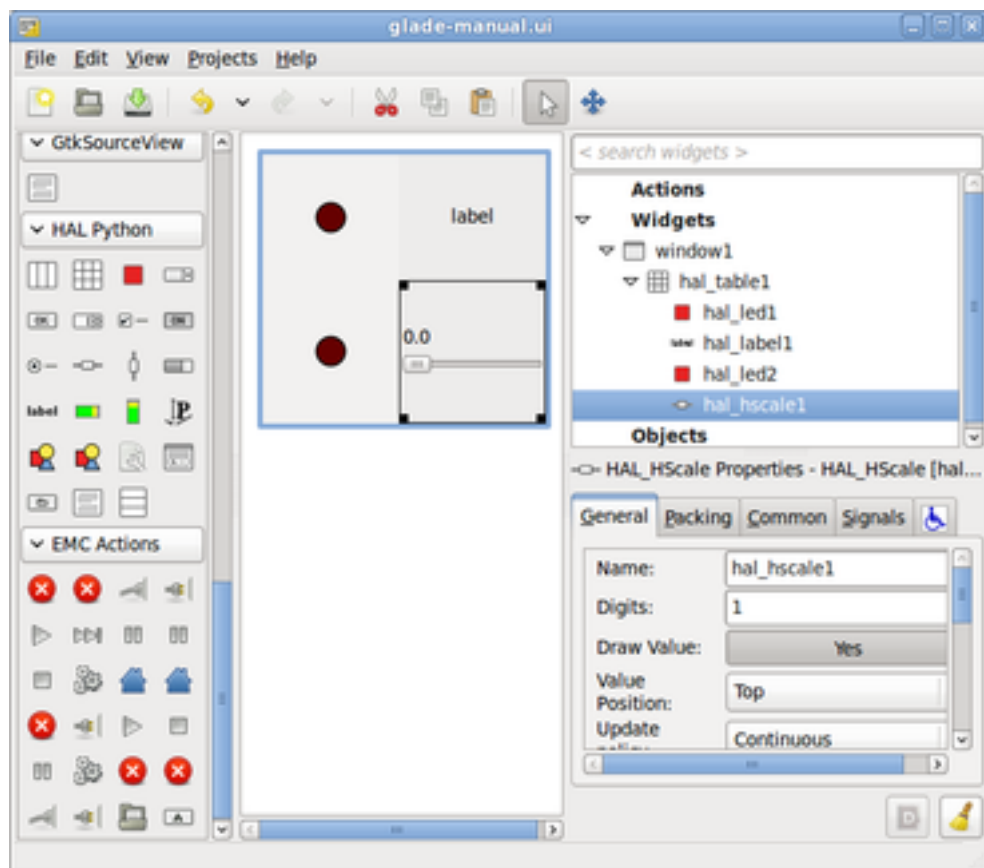 glade-manual.ui
File Edit View Projects Help
GtkSourceView
HAL Python
label
EMC Actions
label
0.0
< search widgets >
Actions
Widgets
window1
hal_table1
hal_led1
label hal_label1
hal_led2
hal_hscale1
Objects
HAL_HScale Properties - HAL_HScale [hal...
General Packing Common Signals
Name: hal_hscale1
Digits: 1
Draw Value: Yes
Value Position: Top
Update Continuous